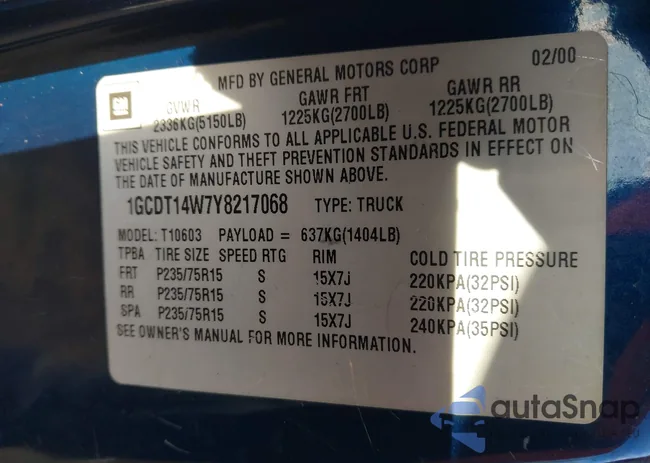 02/00
MFD BY GENERAL MOTORS CORP
GM
GVWR GAWR FRT GAWR RR
2336KG(5150LB) 1225KG(2700LB) 1225KG(2700LB)
THIS VEHICLE CONFORMS TO ALL APPLICABLE U.S. FEDERAL MOTOR
VEHICLE SAFETY AND THEFT PREVENTION STANDARDS IN EFFECT ON
THE DATE OF MANUFACTURE SHOWN ABOVE.
1GCDT14W7Y8217068 TYPE: TRUCK
MODEL: T10603 PAYLOAD = 637KG(1404LB)
TPBA TIRE SIZE SPEED RTG RIM COLD TIRE PRESSURE
FRT P235/75R15 S 15X7J 220KPA(32PSI)
RR P235/75R15 S 15X7J 220KPA(32PSI)
SPA P235/75R15 S 15X7J 240KPA(35PSI)
SEE OWNER'S MANUAL FOR MORE INFORMATION.
autaSnap